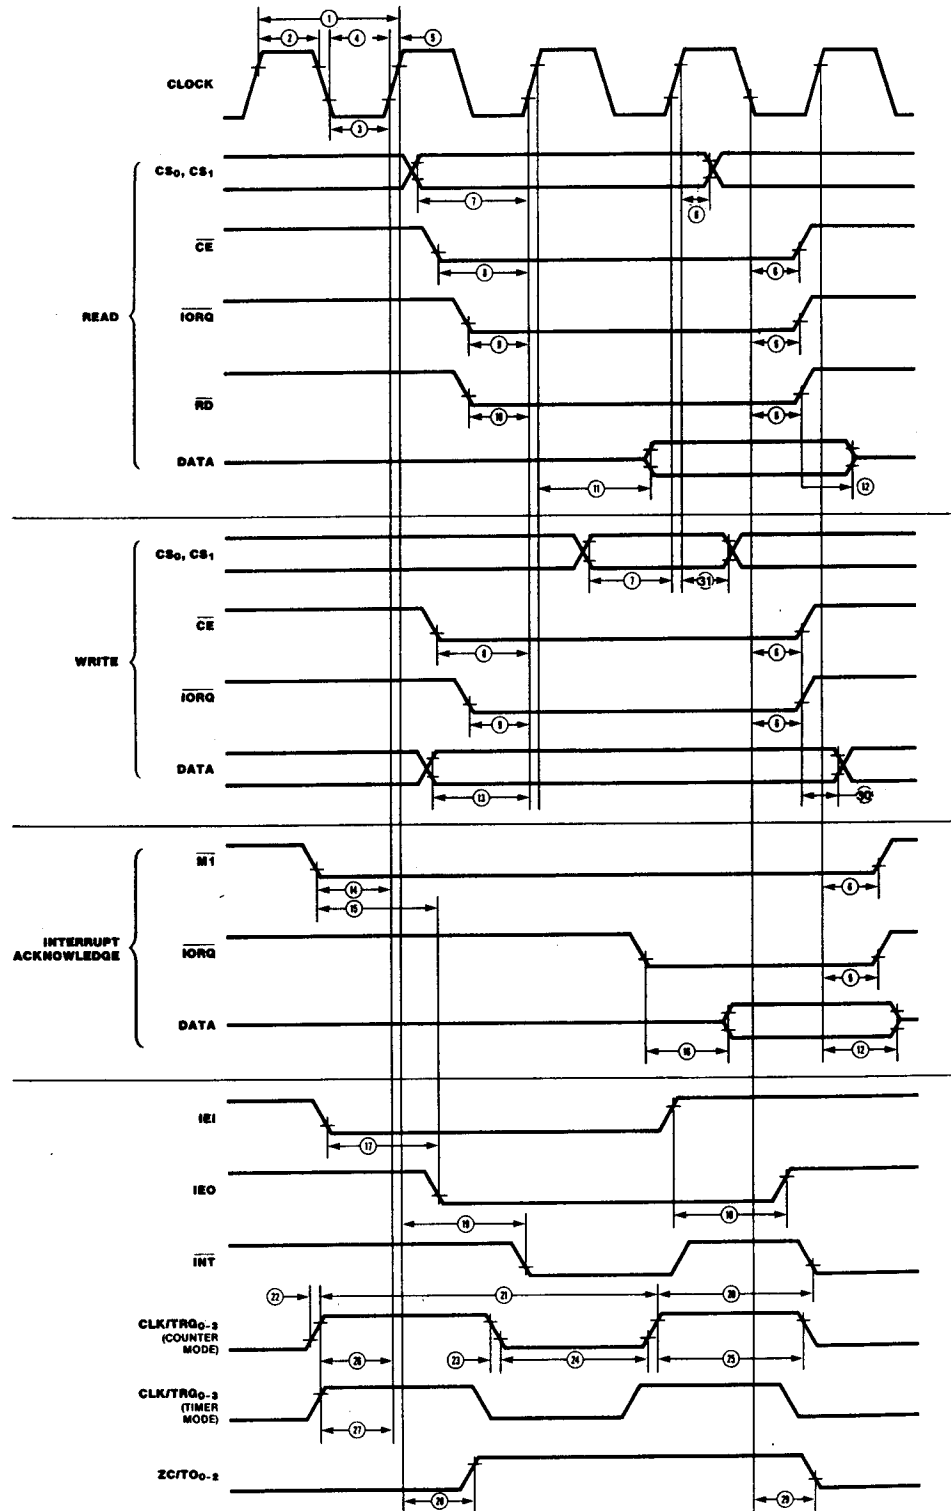 1
2 4 5
CLOCK
3
CS0, CS1
7 6
CE
8 6
READ
IORQ
9 6
RD
10 6
DATA
11 12
CS0, CS1
7 31
CE
8 6
WRITE
IORQ
9 6
DATA
13 30
M1
14 6
15
INTERRUPT
ACKNOWLEDGE
IORQ
6
DATA
16 12
IEI
17
IEO
19 18
INT
22 21 20
CLK/TRG0-3
(COUNTER
MODE)
26 23 24 25
CLK/TRG0-3
(TIMER
MODE)
27
ZC/TO0-2
28 29